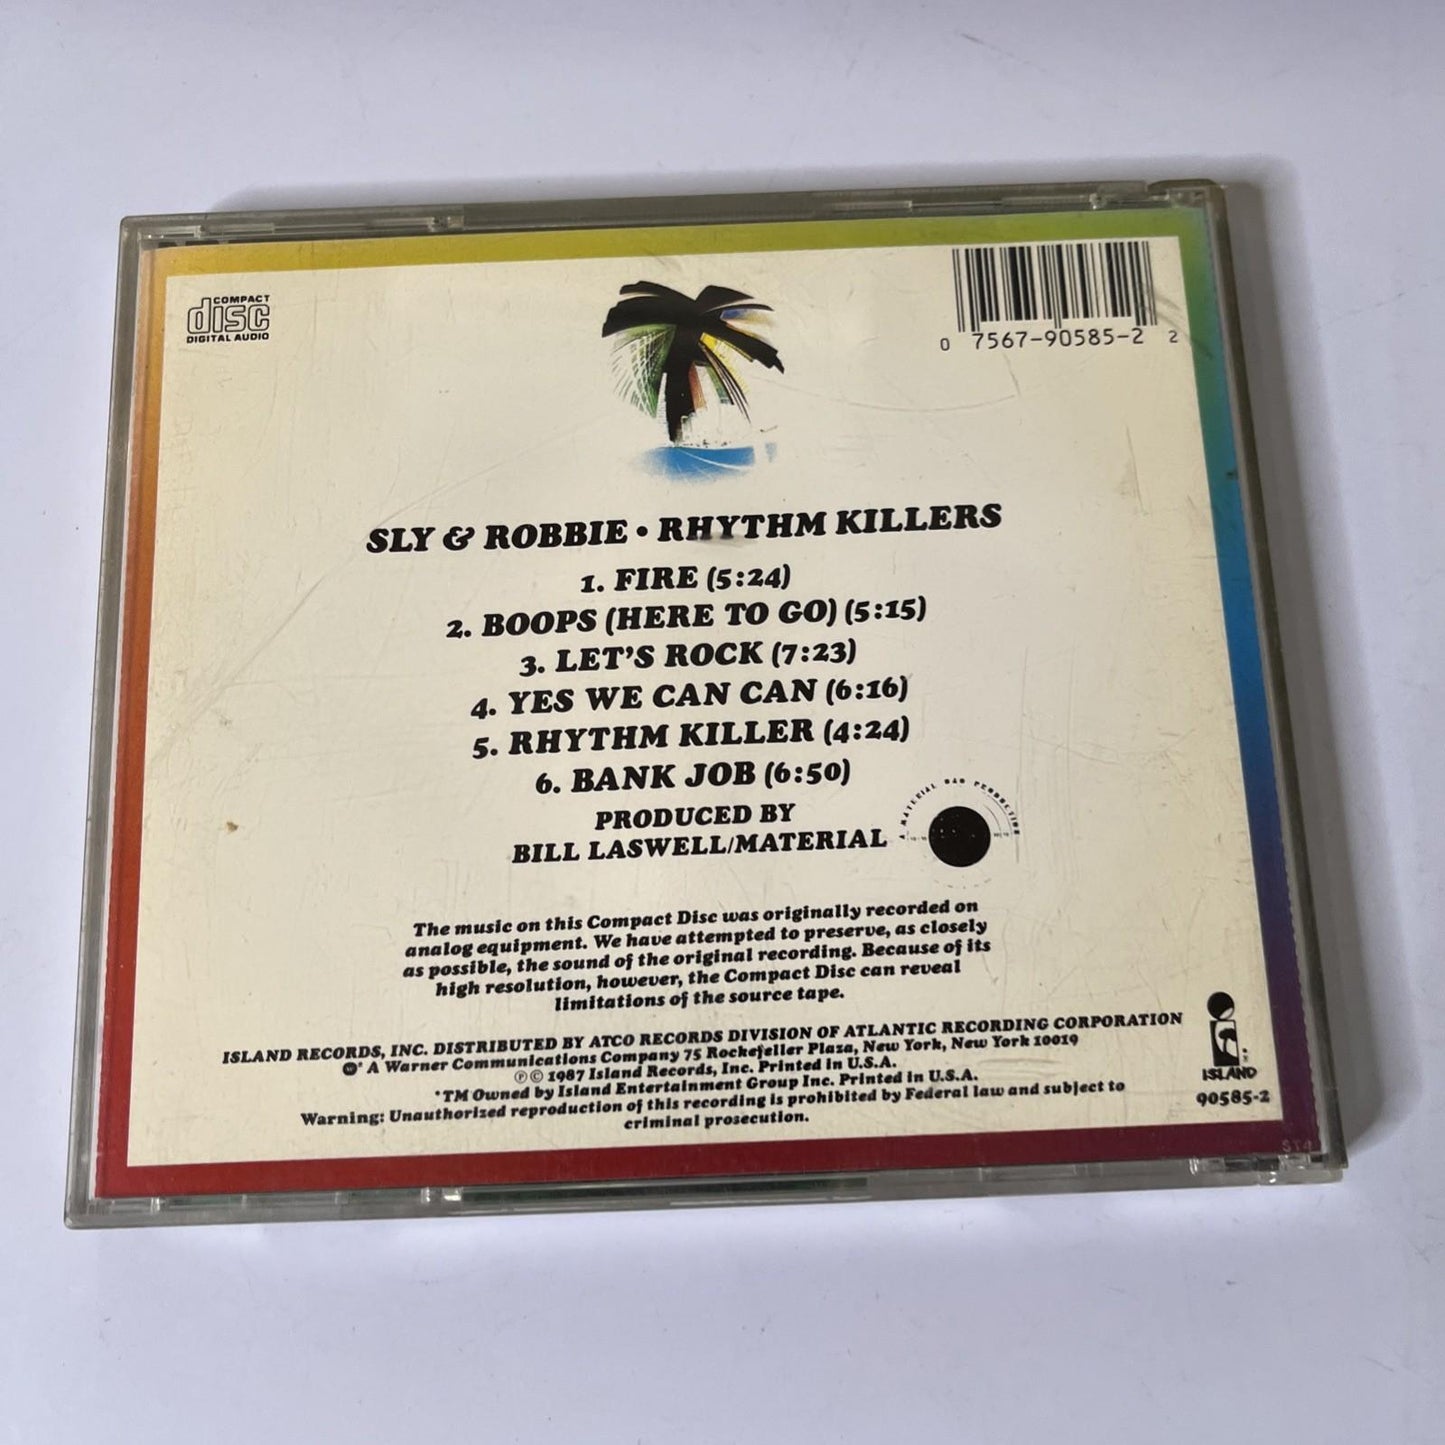 COMPACT
disc
DIGITAL AUDIO
0 7567-90585-2 2
SLY & ROBBIE • RHYTHM KILLERS
1. FIRE (5:24)
2. BOOPS (HERE TO GO) (5:15)
3. LET'S ROCK (7:23)
4. YES WE CAN CAN (6:16)
5. RHYTHM KILLER (4:24)
6. BANK JOB (6:50)
PRODUCED BY
BILL LASWELL/MATERIAL
A MATERIAL PRODUCTION
The music on this Compact Disc was originally recorded on
analog equipment. We have attempted to preserve, as closely
as possible, the sound of the original recording. Because of its
high resolution, however, the Compact Disc can reveal
limitations of the source tape.
ISLAND RECORDS, INC. DISTRIBUTED BY ATCO RECORDS DIVISION OF ATLANTIC RECORDING CORPORATION
A Warner Communications Company 75 Rockefeller Plaza, New York, New York 10019
℗© 1987 Island Records, Inc. Printed in U.S.A.
*TM Owned by Island Entertainment Group Inc. Printed in U.S.A.
Warning: Unauthorized reproduction of this recording is prohibited by Federal law and subject to
criminal prosecution.
ISLAND
90585-2
ST4